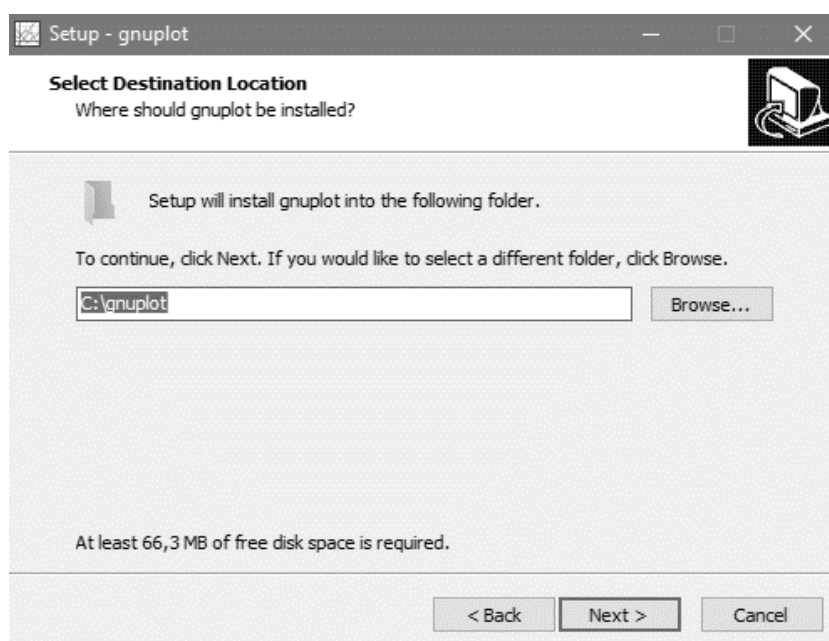 Setup - gnuplot
Select Destination Location
Where should gnuplot be installed?
Setup will install gnuplot into the following folder.
To continue, click Next. If you would like to select a different folder, click Browse.
C:\gnuplot
Browse...
At least 66,3 MB of free disk space is required.
< Back
Next >
Cancel